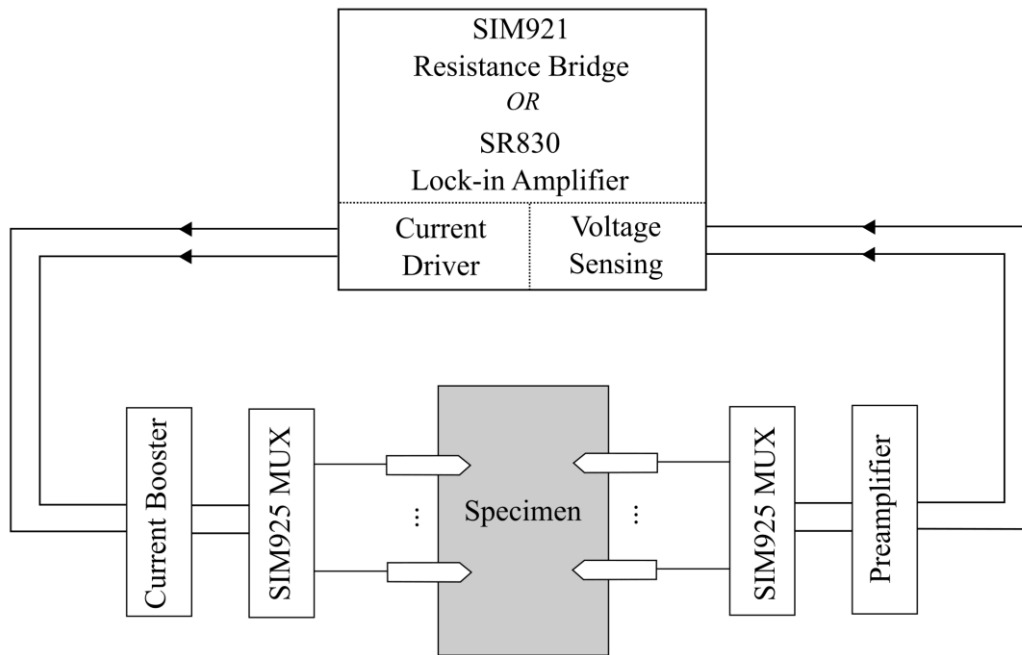 SIM921
Resistance Bridge
OR
SR830
Lock-in Amplifier
Current
Driver
Voltage
Sensing
Current Booster
SIM925 MUX
⋮
Specimen
⋮
SIM925 MUX
Preamplifier